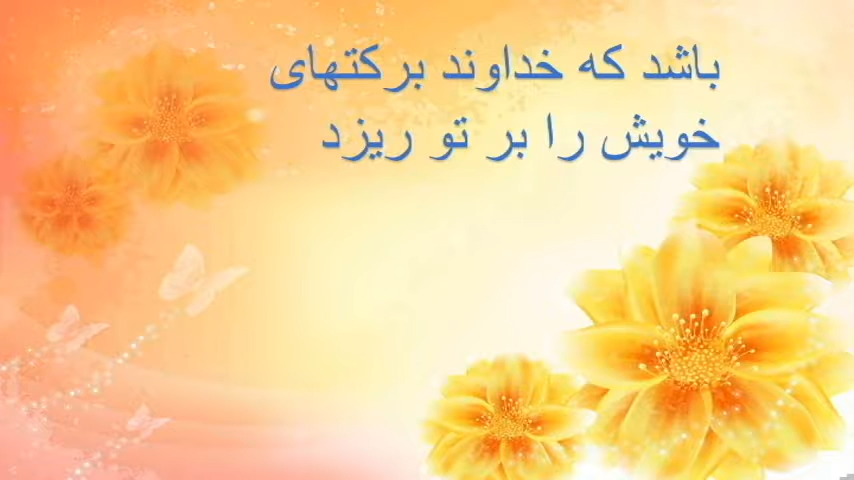 باشد که خداوند برکتهای
خویش را بر تو ریزد